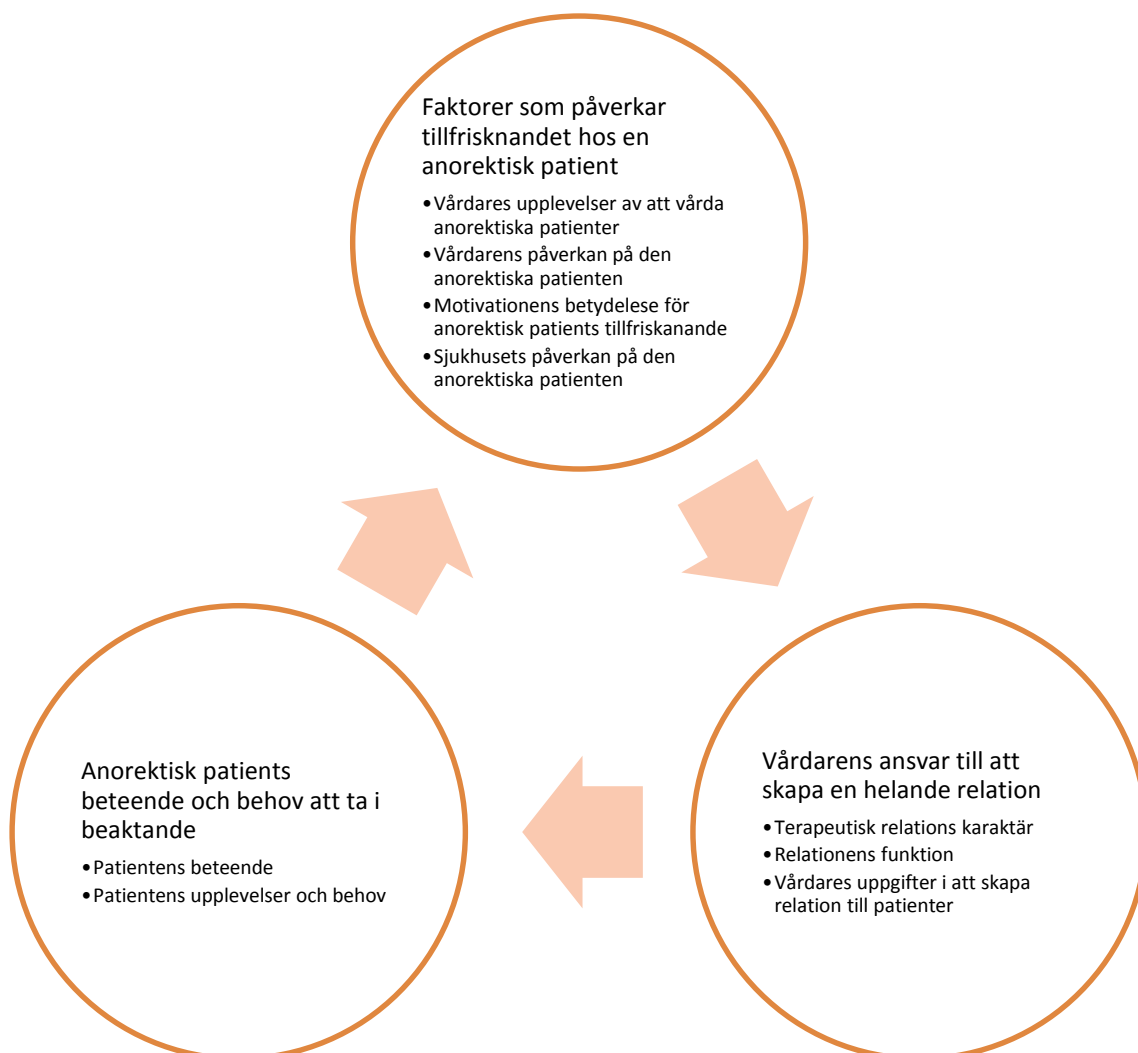 Faktorer som påverkar
tillfrisknandet hos en
anorektisk patient
•Vårdares upplevelser av att vårda
anorektiska patienter
•Vårdarens påverkan på den
anorektiska patienten
•Motivationens betydelese för
anorektisk patients tillfriskanande
•Sjukhusets påverkan på den
anorektiska patienten
Vårdarens ansvar till att
skapa en helande relation
•Terapeutisk relations karaktär
•Relationens funktion
•Vårdares uppgifter i att skapa
relation till patienter
Anorektisk patients
beteende och behov att ta i
beaktande
•Patientens beteende
•Patientens upplevelser och behov